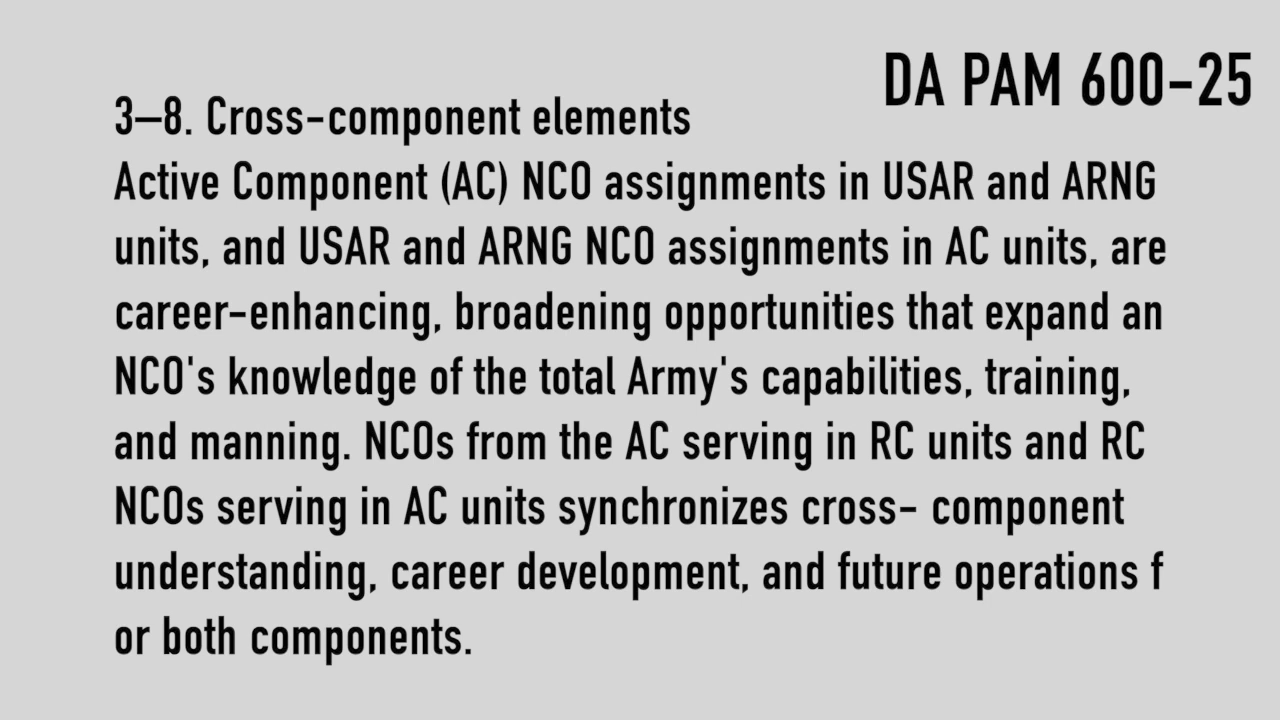 DA PAM 600-25
3–8. Cross-component elements
Active Component (AC) NCO assignments in USAR and ARNG
units, and USAR and ARNG NCO assignments in AC units, are
career-enhancing, broadening opportunities that expand an
NCO's knowledge of the total Army's capabilities, training,
and manning. NCOs from the AC serving in RC units and RC
NCOs serving in AC units synchronizes cross- component
understanding, career development, and future operations f
or both components.